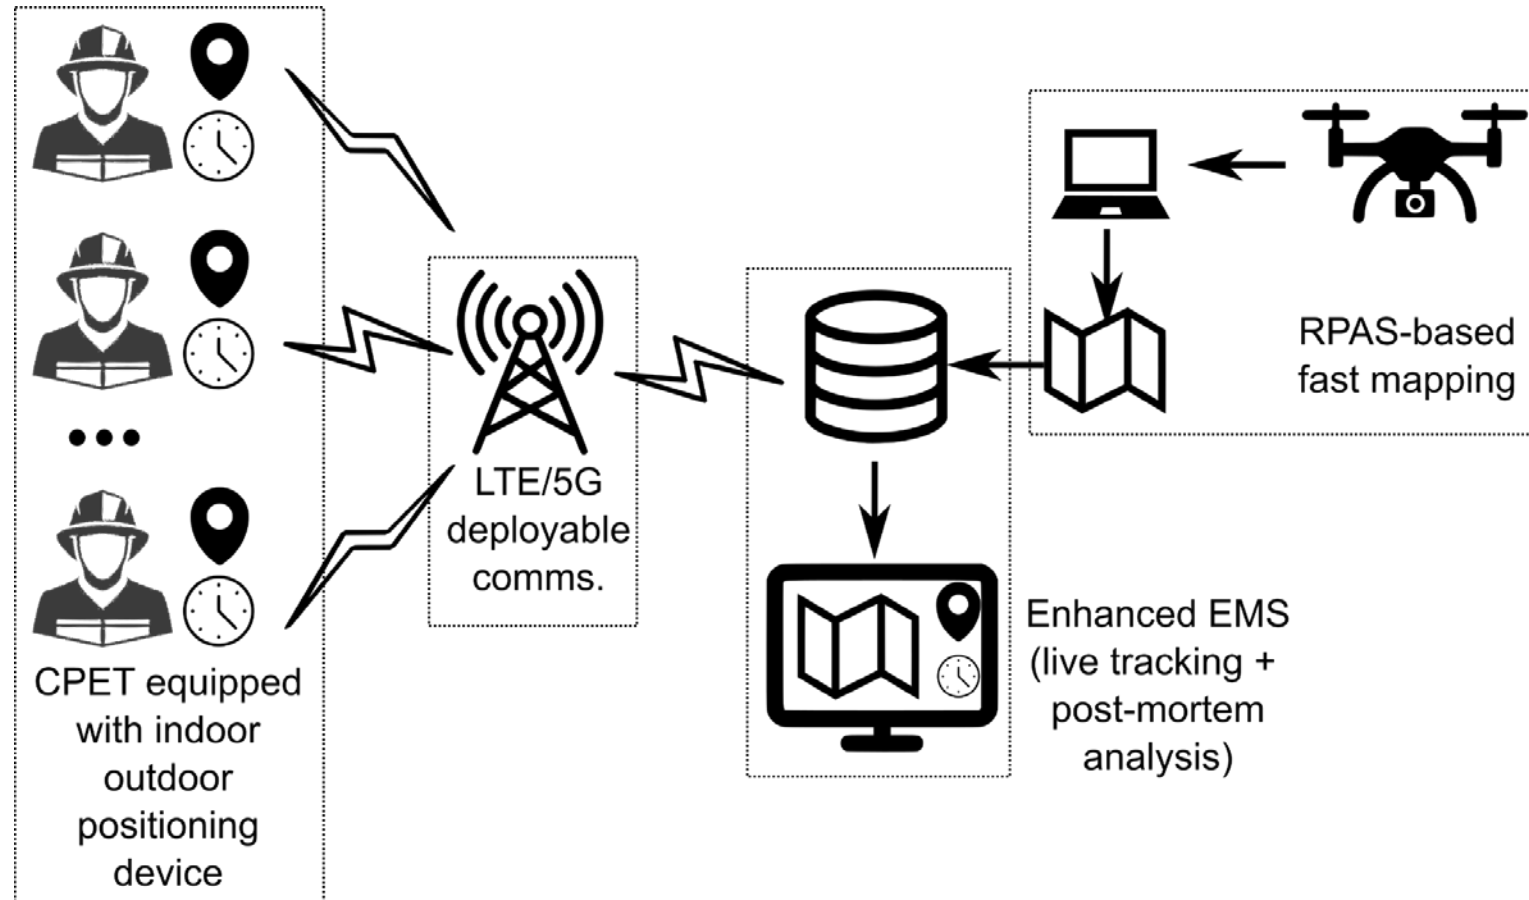 CPET equipped
with indoor
outdoor
positioning
device
LTE/5G
deployable
comms.
Enhanced EMS
(live tracking +
post-mortem
analysis)
RPAS-based
fast mapping